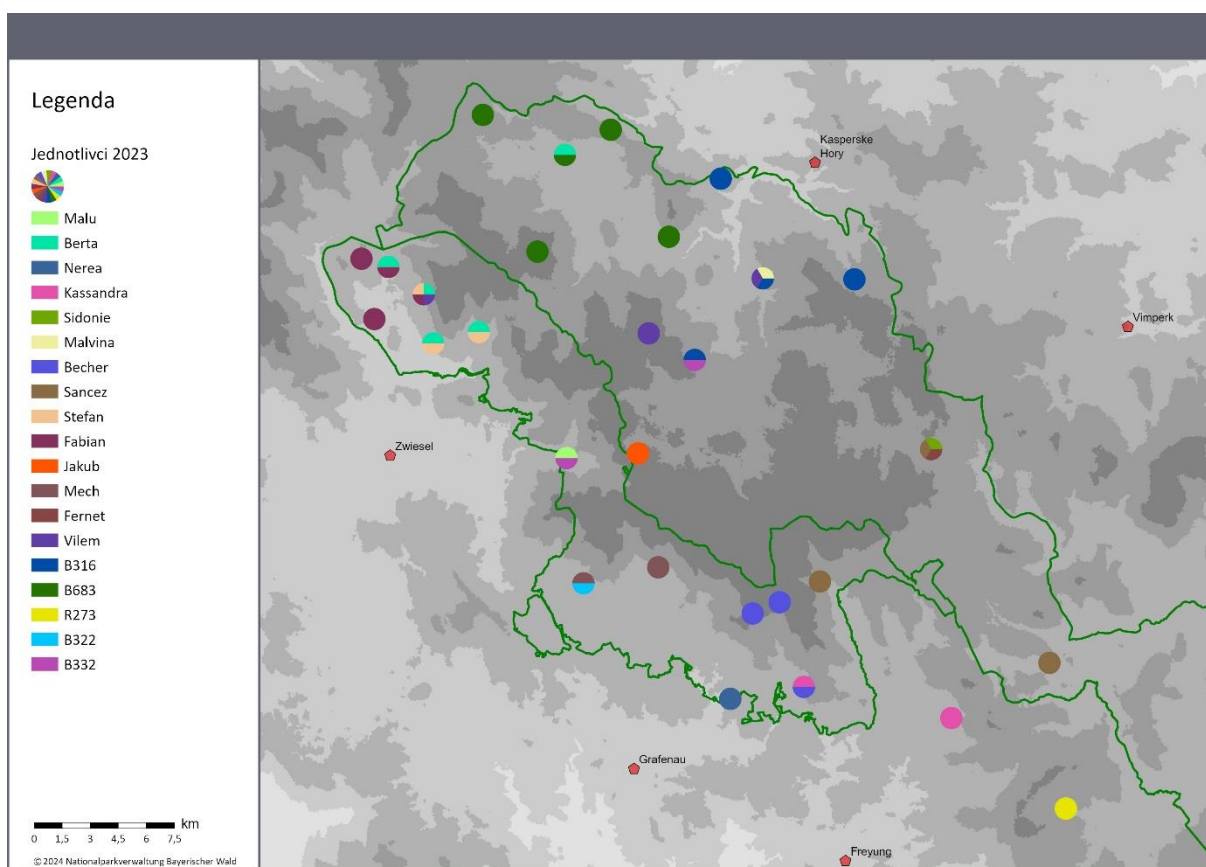 Legenda
Jednotlivci 2023
Malu
Berta
Nerea
Kassandra
Sidonie
Malvina
Becher
Sancez
Stefan
Fabian
Jakub
Mech
Fernet
Vilem
B316
B683
R273
B322
B332
km
0 1,5 3 4,5 6 7,5
© 2024 Nationalparkverwaltung Bayerischer Wald
Kasperske
Hory
Vimperk
Zwiesel
Grafenau
Freyung